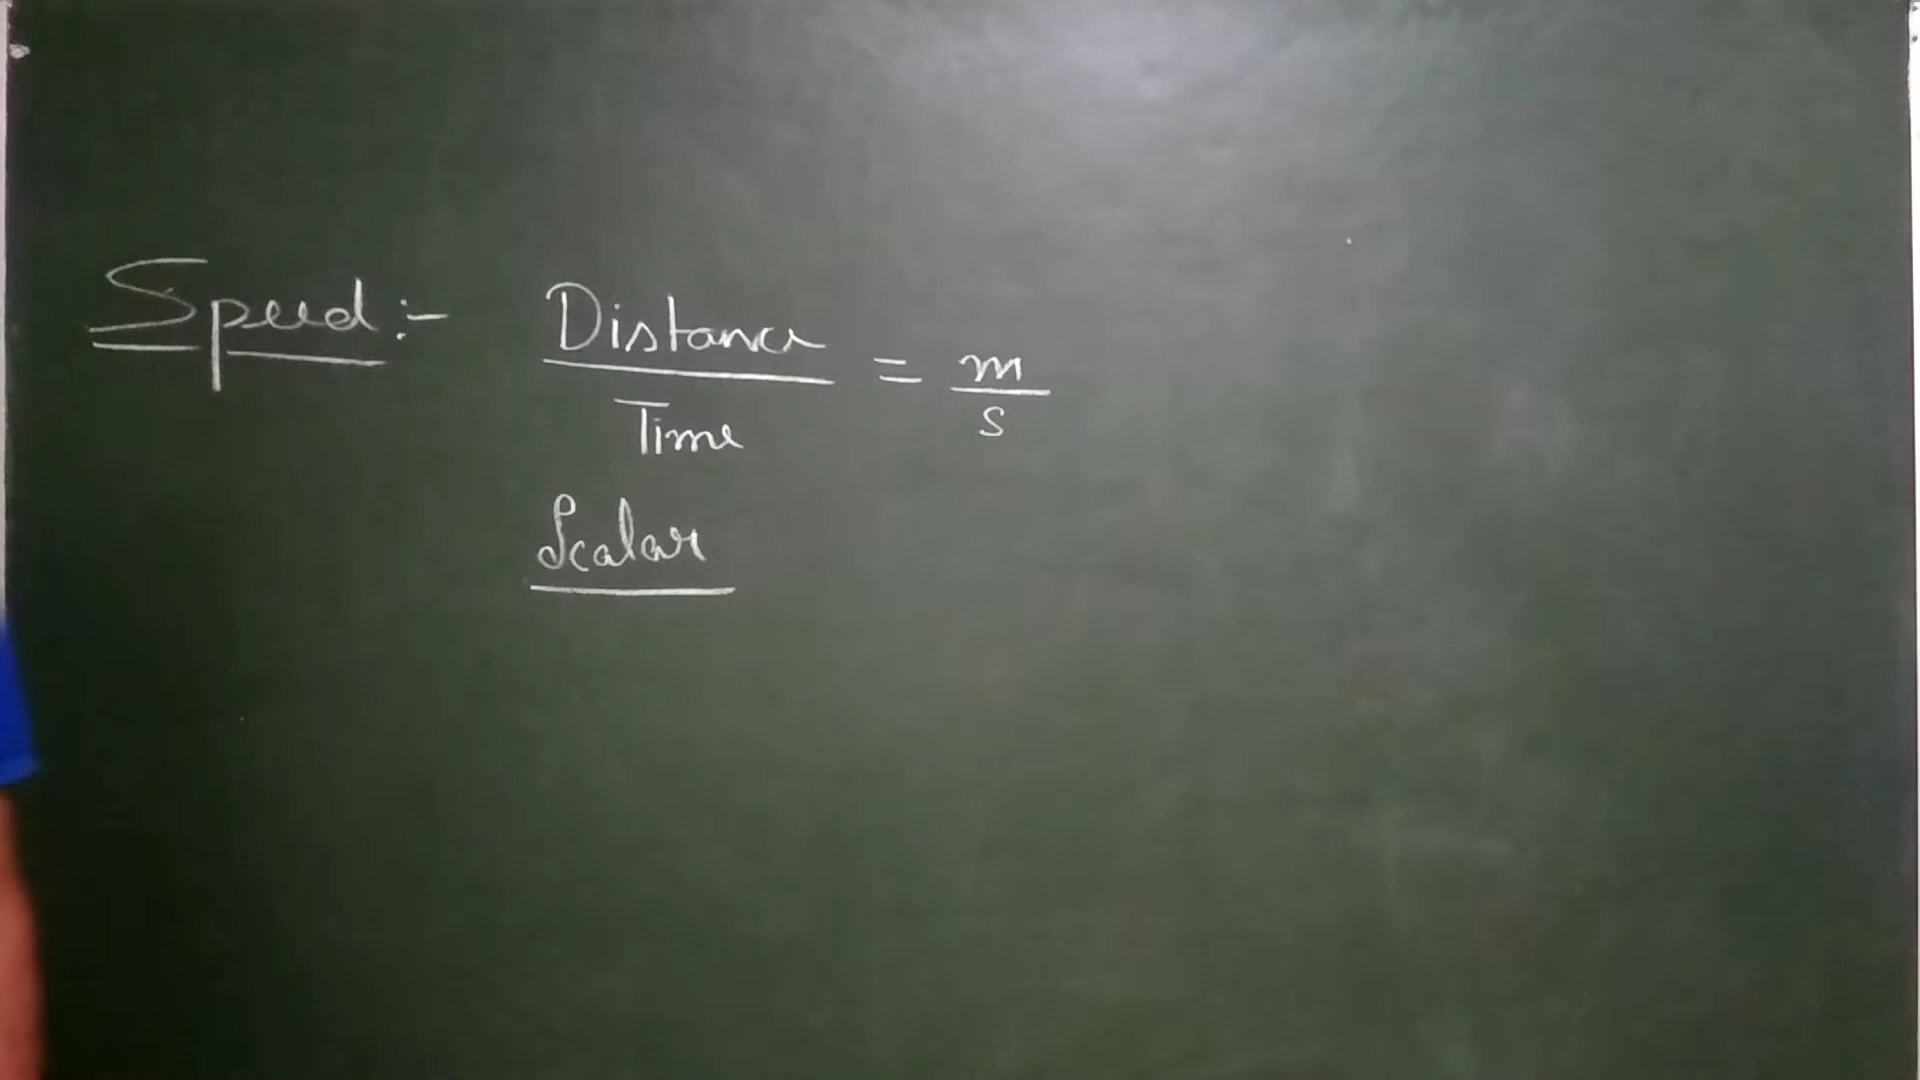 Speed :- Distance / Time = m / s
Scalar